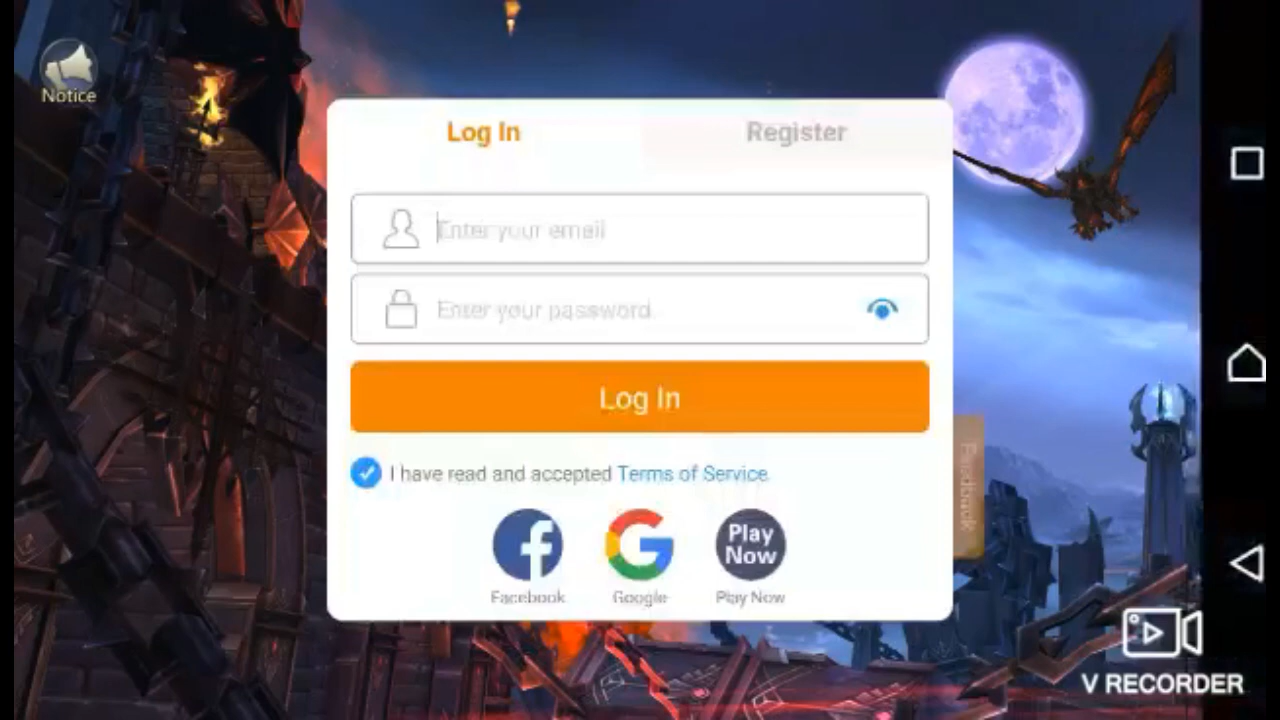 Notice
Log In
Register
Enter your email
Enter your password
Log In
I have read and accepted Terms of Service
Play Now
Facebook
Google
Play Now
Feedback
V RECORDER